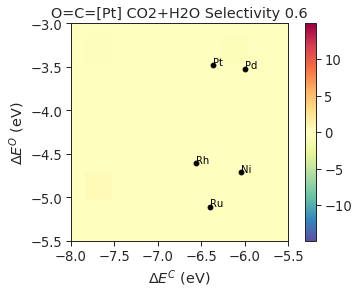 O=C=[Pt] CO2+H2O Selectivity 0.6
−3.0
−3.5
−4.0
−4.5
−5.0
−5.5
ΔE^O (eV)
Pt
Pd
Rh
Ni
Ru
−8.0 −7.5 −7.0 −6.5 −6.0 −5.5
ΔE^C (eV)
10
5
0
−5
−10